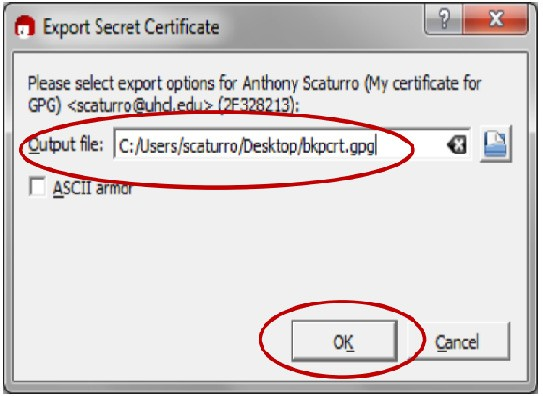 Export Secret Certificate
Please select export options for Anthony Scaturro (My certificate for
GPG) <scaturro@uhcl.edu> (2F328213):
Output file: C:/Users/scaturro/Desktop/bkpcrt.gpg
ASCII armor
OK Cancel